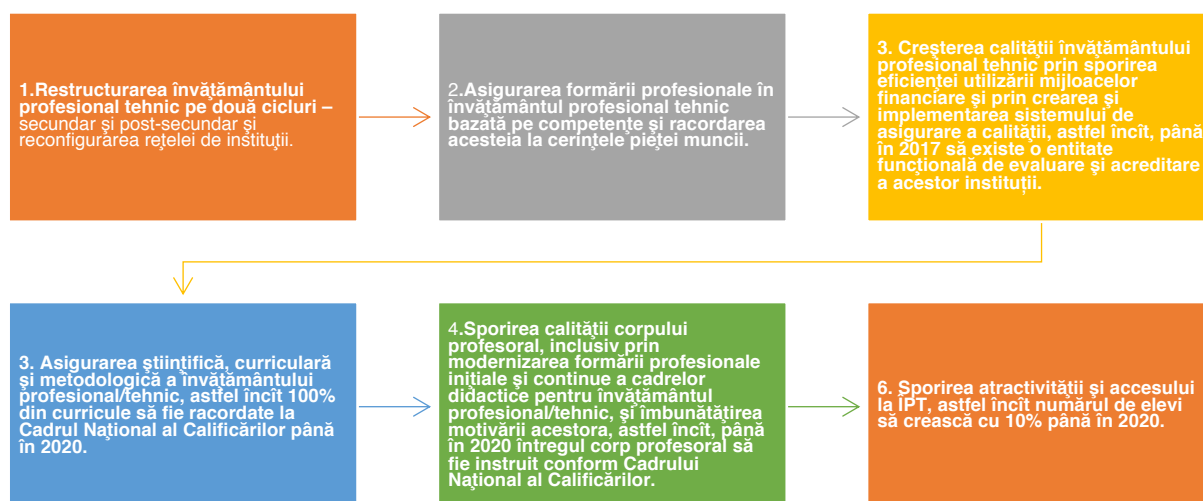 1.Restructurarea învățământului
profesional tehnic pe două cicluri –
secundar și post-secundar și
reconfigurarea rețelei de instituții.
2.Asigurarea formării profesionale în
învățământul profesional tehnic
bazată pe competențe și racordarea
acesteia la cerințele pieței muncii.
3. Creșterea calității învățământului
profesional tehnic prin sporirea
eficienței utilizării mijloacelor
financiare și prin crearea și
implementarea sistemului de
asigurare a calității, astfel încît, până
în 2017 să existe o entitate
funcțională de evaluare și acreditare
a acestor instituții.
3. Asigurarea științifică, curriculară
și metodologică a învățământului
profesional/tehnic, astfel încît 100%
din curricule să fie racordate la
Cadrul Național al Calificărilor până
în 2020.
4.Sporirea calității corpului
profesoral, inclusiv prin
modernizarea formării profesionale
inițiale și continue a cadrelor
didactice pentru învățământul
profesional/tehnic, și îmbunătățirea
motivării acestora, astfel încît, până
în 2020 întregul corp profesoral să
fie instruit conform Cadrului
Național al Calificărilor.
6. Sporirea atractivității și accesului
la ÎPT, astfel încît numărul de elevi
să crească cu 10% până în 2020.